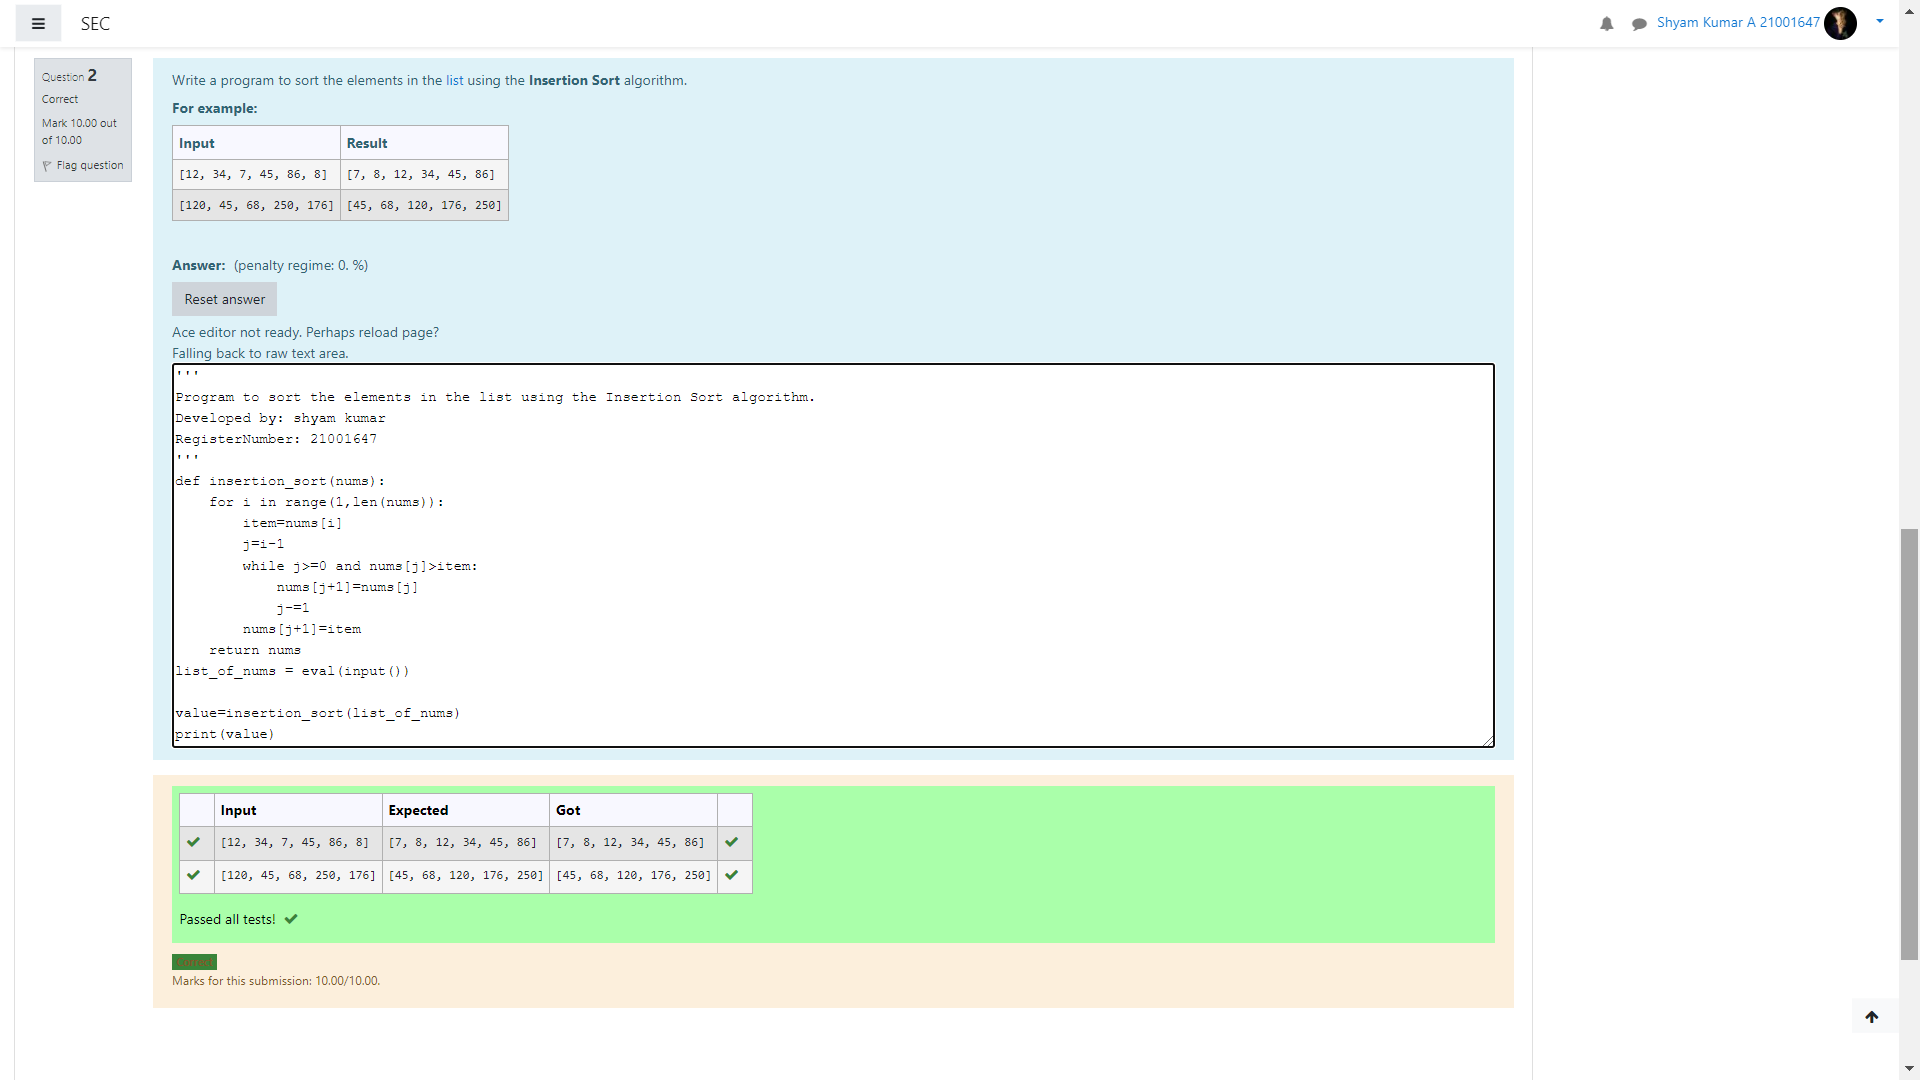 SEC
Shyam Kumar A 21001647
Question 2
Correct
Mark 10.00 out
of 10.00
Flag question
Write a program to sort the elements in the list using the Insertion Sort algorithm.
For example:
Input Result
[12, 34, 7, 45, 86, 8] [7, 8, 12, 34, 45, 86]
[120, 45, 68, 250, 176] [45, 68, 120, 176, 250]
Answer: (penalty regime: 0. %)
Reset answer
Ace editor not ready. Perhaps reload page?
Falling back to raw text area.
'''
Program to sort the elements in the list using the Insertion Sort algorithm.
Developed by: shyam kumar
RegisterNumber: 21001647
'''
def insertion_sort(nums):
    for i in range(1,len(nums)):
        item=nums[i]
        j=i-1
        while j>=0 and nums[j]>item:
            nums[j+1]=nums[j]
            j-=1
        nums[j+1]=item
    return nums
list_of_nums = eval(input())
value=insertion_sort(list_of_nums)
print(value)
Input Expected Got
[12, 34, 7, 45, 86, 8] [7, 8, 12, 34, 45, 86] [7, 8, 12, 34, 45, 86]
[120, 45, 68, 250, 176] [45, 68, 120, 176, 250] [45, 68, 120, 176, 250]
Passed all tests!
Correct
Marks for this submission: 10.00/10.00.